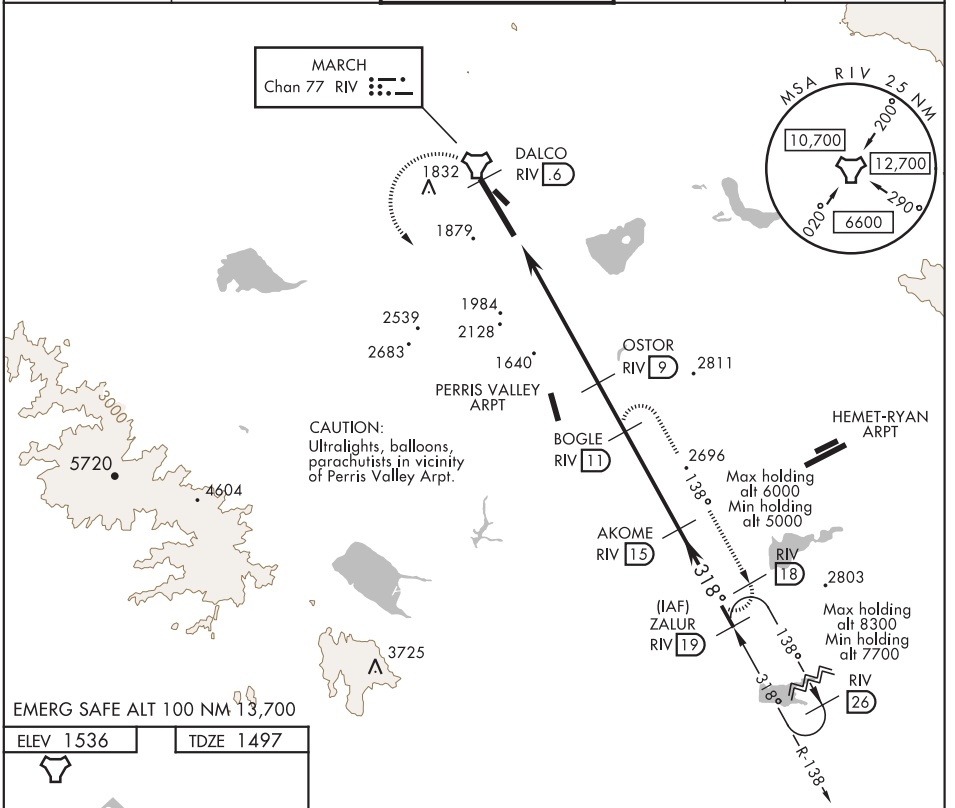 MARCH
Chan 77 RIV
MSA RIV 25 NM
200°
10,700
12,700
290°
020°
6600
DALCO
RIV .6
1832
1879
1984
2539
2128
2683
1640
OSTOR
RIV 9
2811
PERRIS VALLEY
ARPT
HEMET-RYAN
ARPT
3000
CAUTION:
Ultralights, balloons,
parachutists in vicinity
of Perris Valley Arpt.
BOGLE
RIV 11
5720
4604
2696
138°
Max holding
alt 6000
Min holding
alt 5000
AKOME
RIV 15
318°
RIV
18
2803
(IAF)
ZALUR
RIV 19
Max holding
alt 8300
Min holding
alt 7700
138°
318°
RIV
26
3725
R-138
EMERG SAFE ALT 100 NM 13,700
ELEV 1536
TDZE 1497